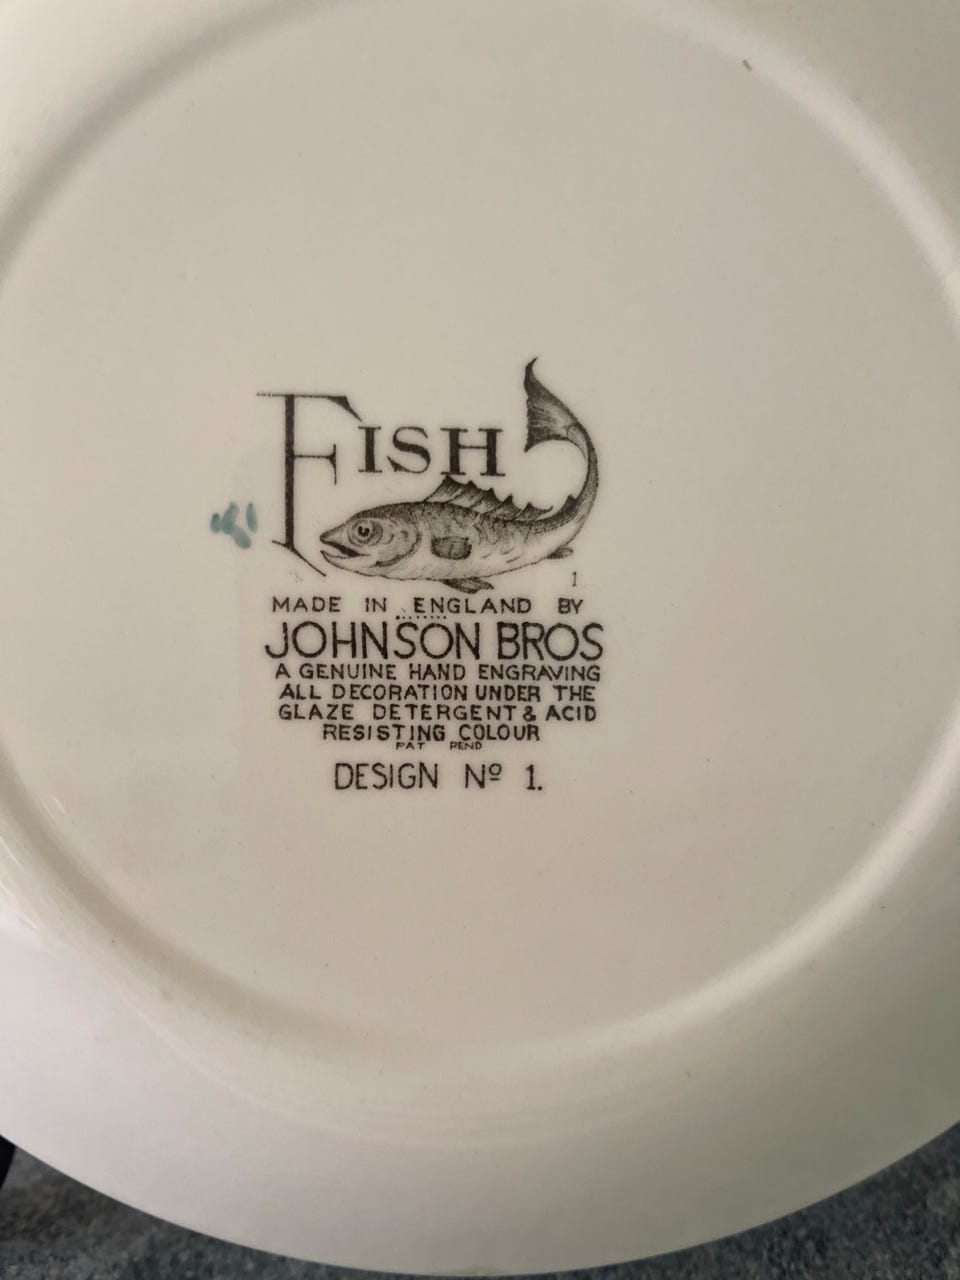 FISH
1
MADE IN ENGLAND BY
JOHNSON BROS
A GENUINE HAND ENGRAVING
ALL DECORATION UNDER THE
GLAZE DETERGENT & ACID
RESISTING COLOUR
PAT PEND
DESIGN Nº 1.